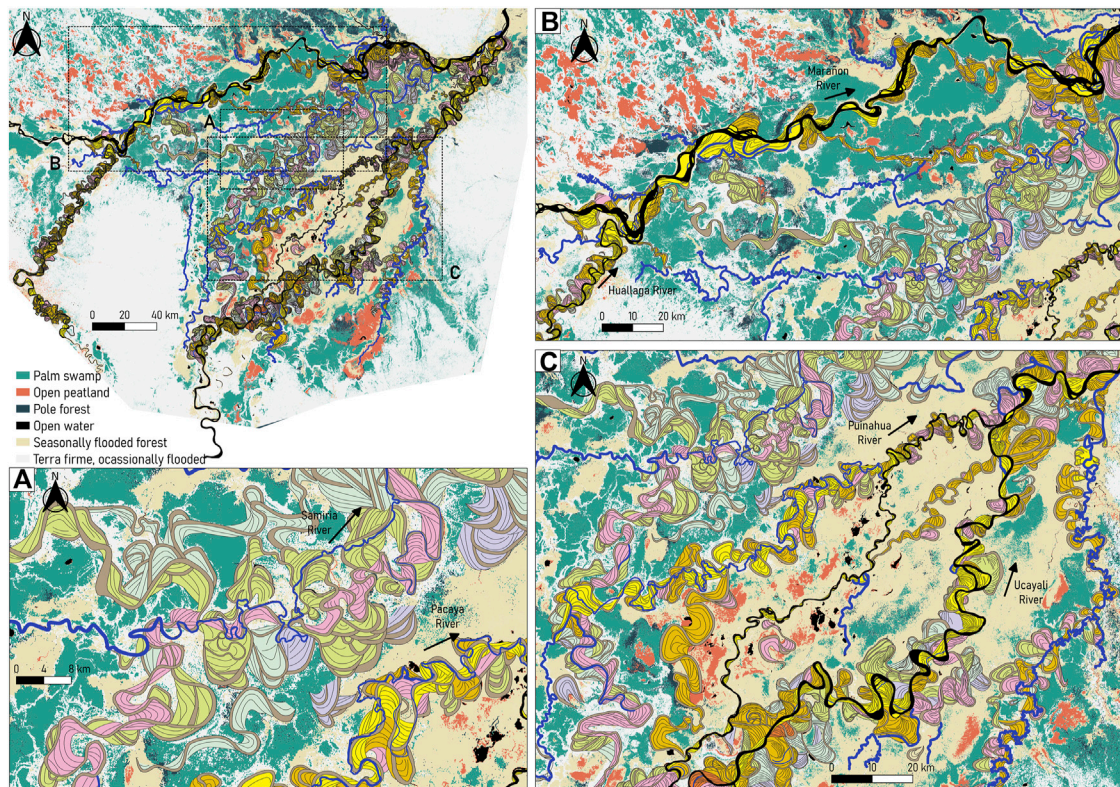 N
A
B
C
0 20 40 km
Palm swamp
Open peatland
Pole forest
Open water
Seasonally flooded forest
Terra firme, ocassionally flooded
B
N
Marañon
River
Huallaga River
0 10 20 km
A
N
Samiria
River
Pacaya
River
0 4 8 km
C
N
Puinahua
River
Ucayali
River
0 10 20 km